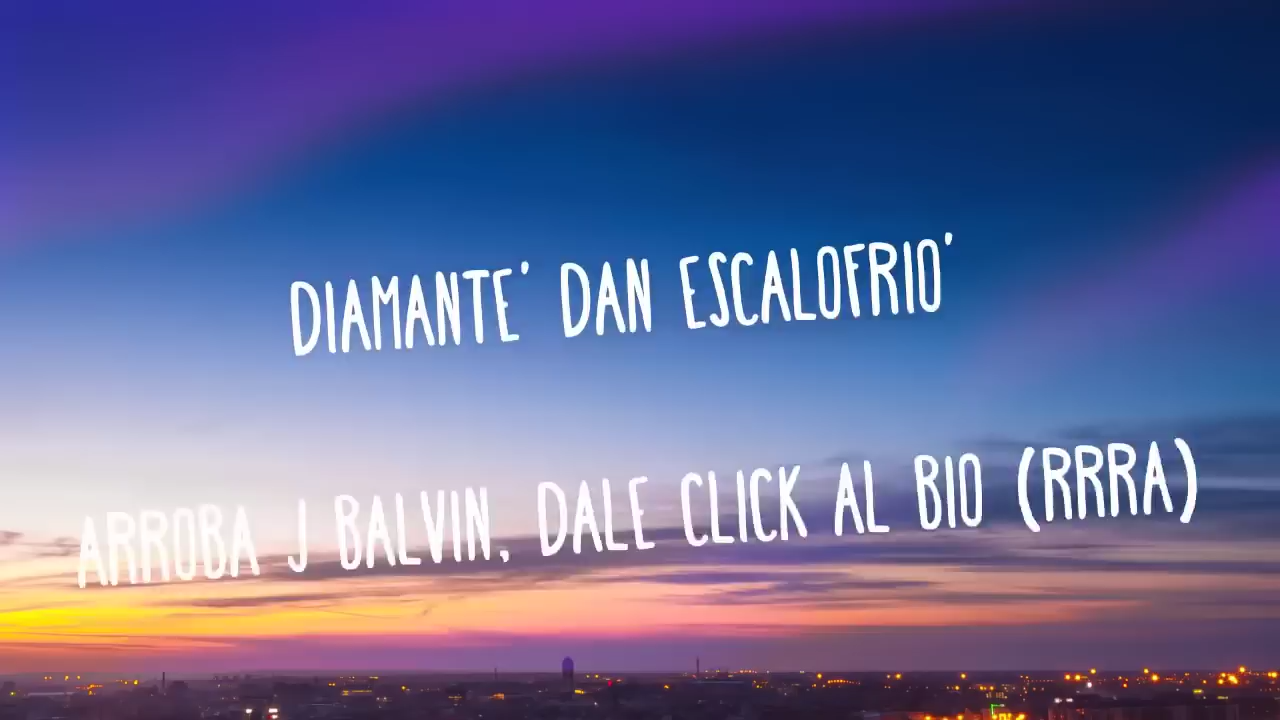 DIAMANTE' DAN ESCALOFRIO'
ARROBA J BALVIN, DALE CLICK AL BIO (RRRA)